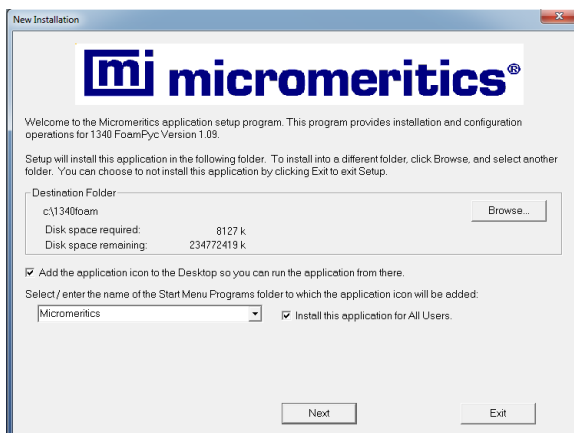 New Installation
mi micromeritics®
Welcome to the Micromeritics application setup program. This program provides installation and configuration
operations for 1340 FoamPyc Version 1.09.
Setup will install this application in the following folder. To install into a different folder, click Browse, and select another
folder. You can choose to not install this application by clicking Exit to exit Setup.
Destination Folder
c:\1340foam
Browse...
Disk space required: 8127 k
Disk space remaining: 234772419 k
Add the application icon to the Desktop so you can run the application from there.
Select / enter the name of the Start Menu Programs folder to which the application icon will be added:
Micromeritics
Install this application for All Users.
Next
Exit